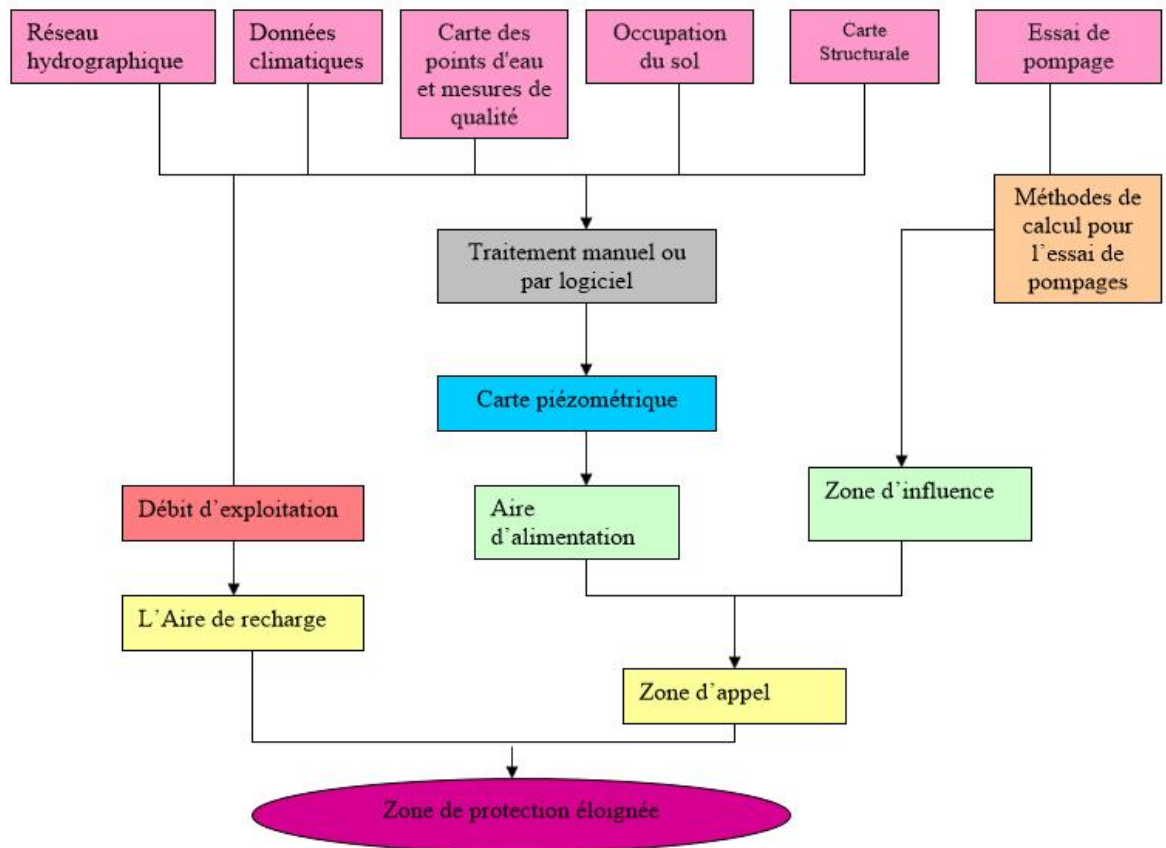 Réseau
hydrographique
Données
climatiques
Carte des
points d'eau
et mesures de
qualité
Occupation
du sol
Carte
Structurale
Essai de
pompage
Méthodes de
calcul pour
l’essai de
pompages
Traitement manuel ou
par logiciel
Carte piézométrique
Zone d’influence
Débit d’exploitation
Aire
d’alimentation
L’Aire de recharge
Zone d’appel
Zone de protection éloignée